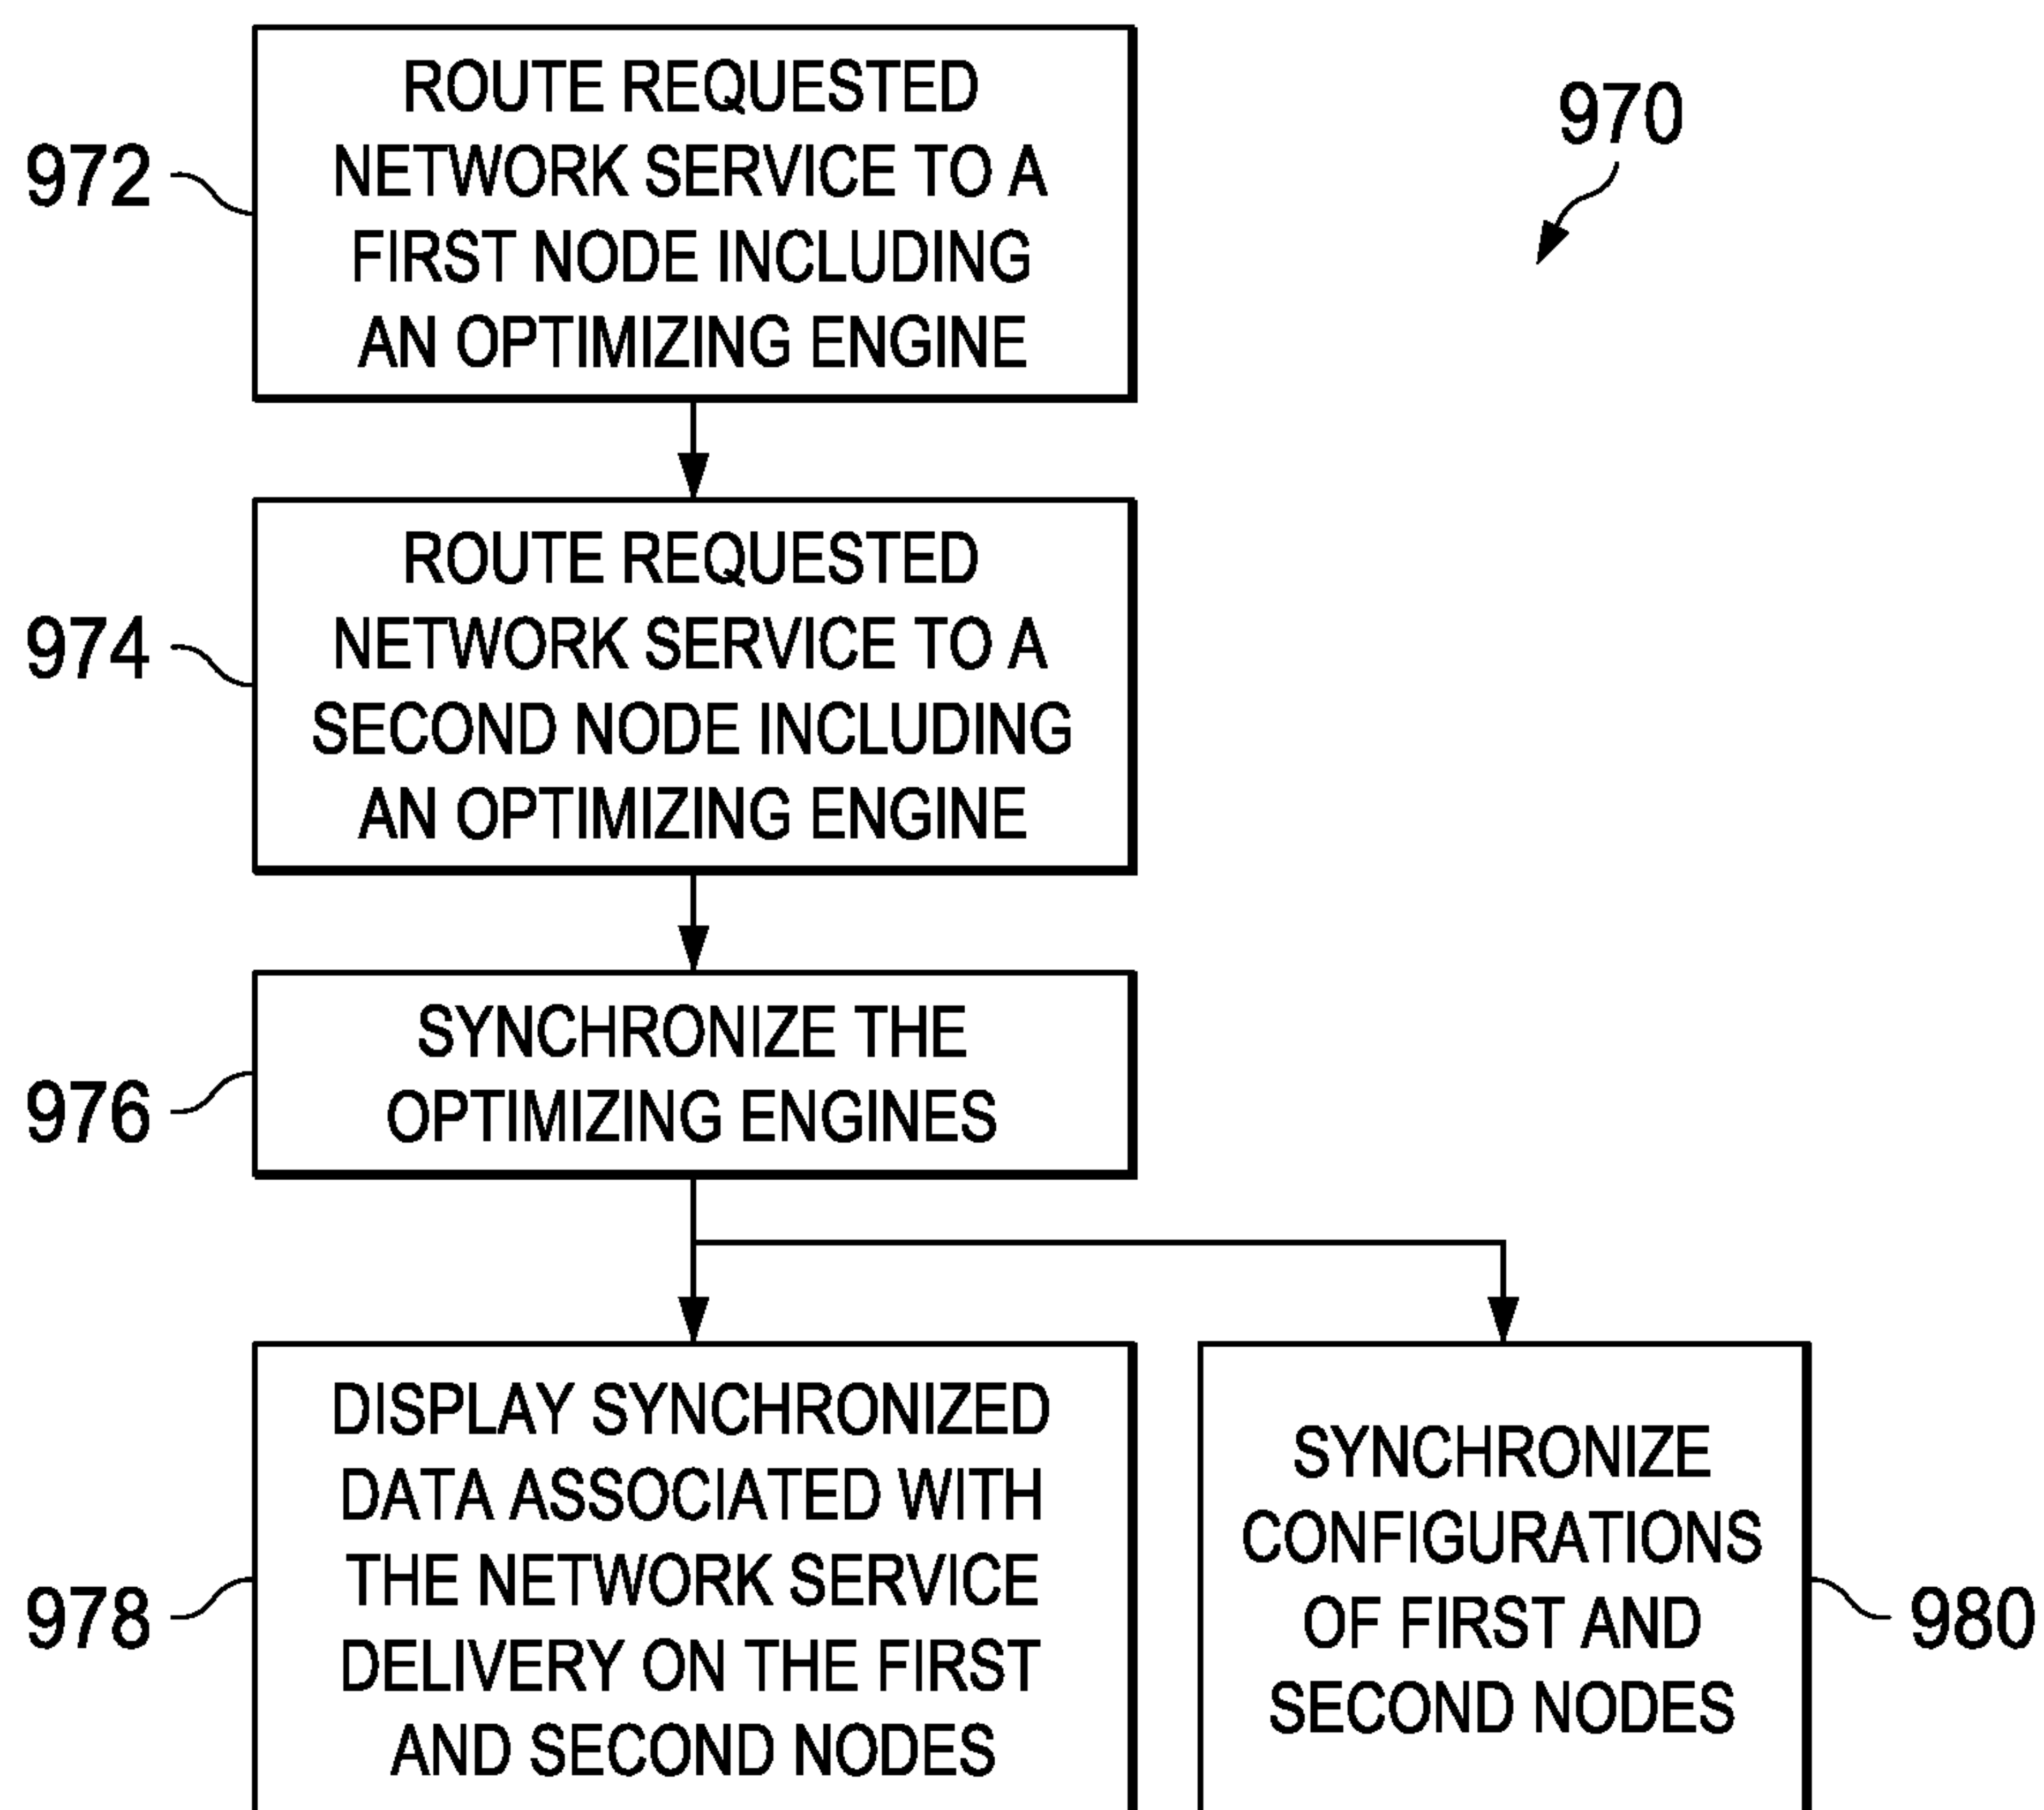 970
972
ROUTE REQUESTED
NETWORK SERVICE TO A
FIRST NODE INCLUDING
AN OPTIMIZING ENGINE
974
ROUTE REQUESTED
NETWORK SERVICE TO A
SECOND NODE INCLUDING
AN OPTIMIZING ENGINE
976
SYNCHRONIZE THE
OPTIMIZING ENGINES
978
DISPLAY SYNCHRONIZED
DATA ASSOCIATED WITH
THE NETWORK SERVICE
DELIVERY ON THE FIRST
AND SECOND NODES
SYNCHRONIZE
CONFIGURATIONS
OF FIRST AND
SECOND NODES
980